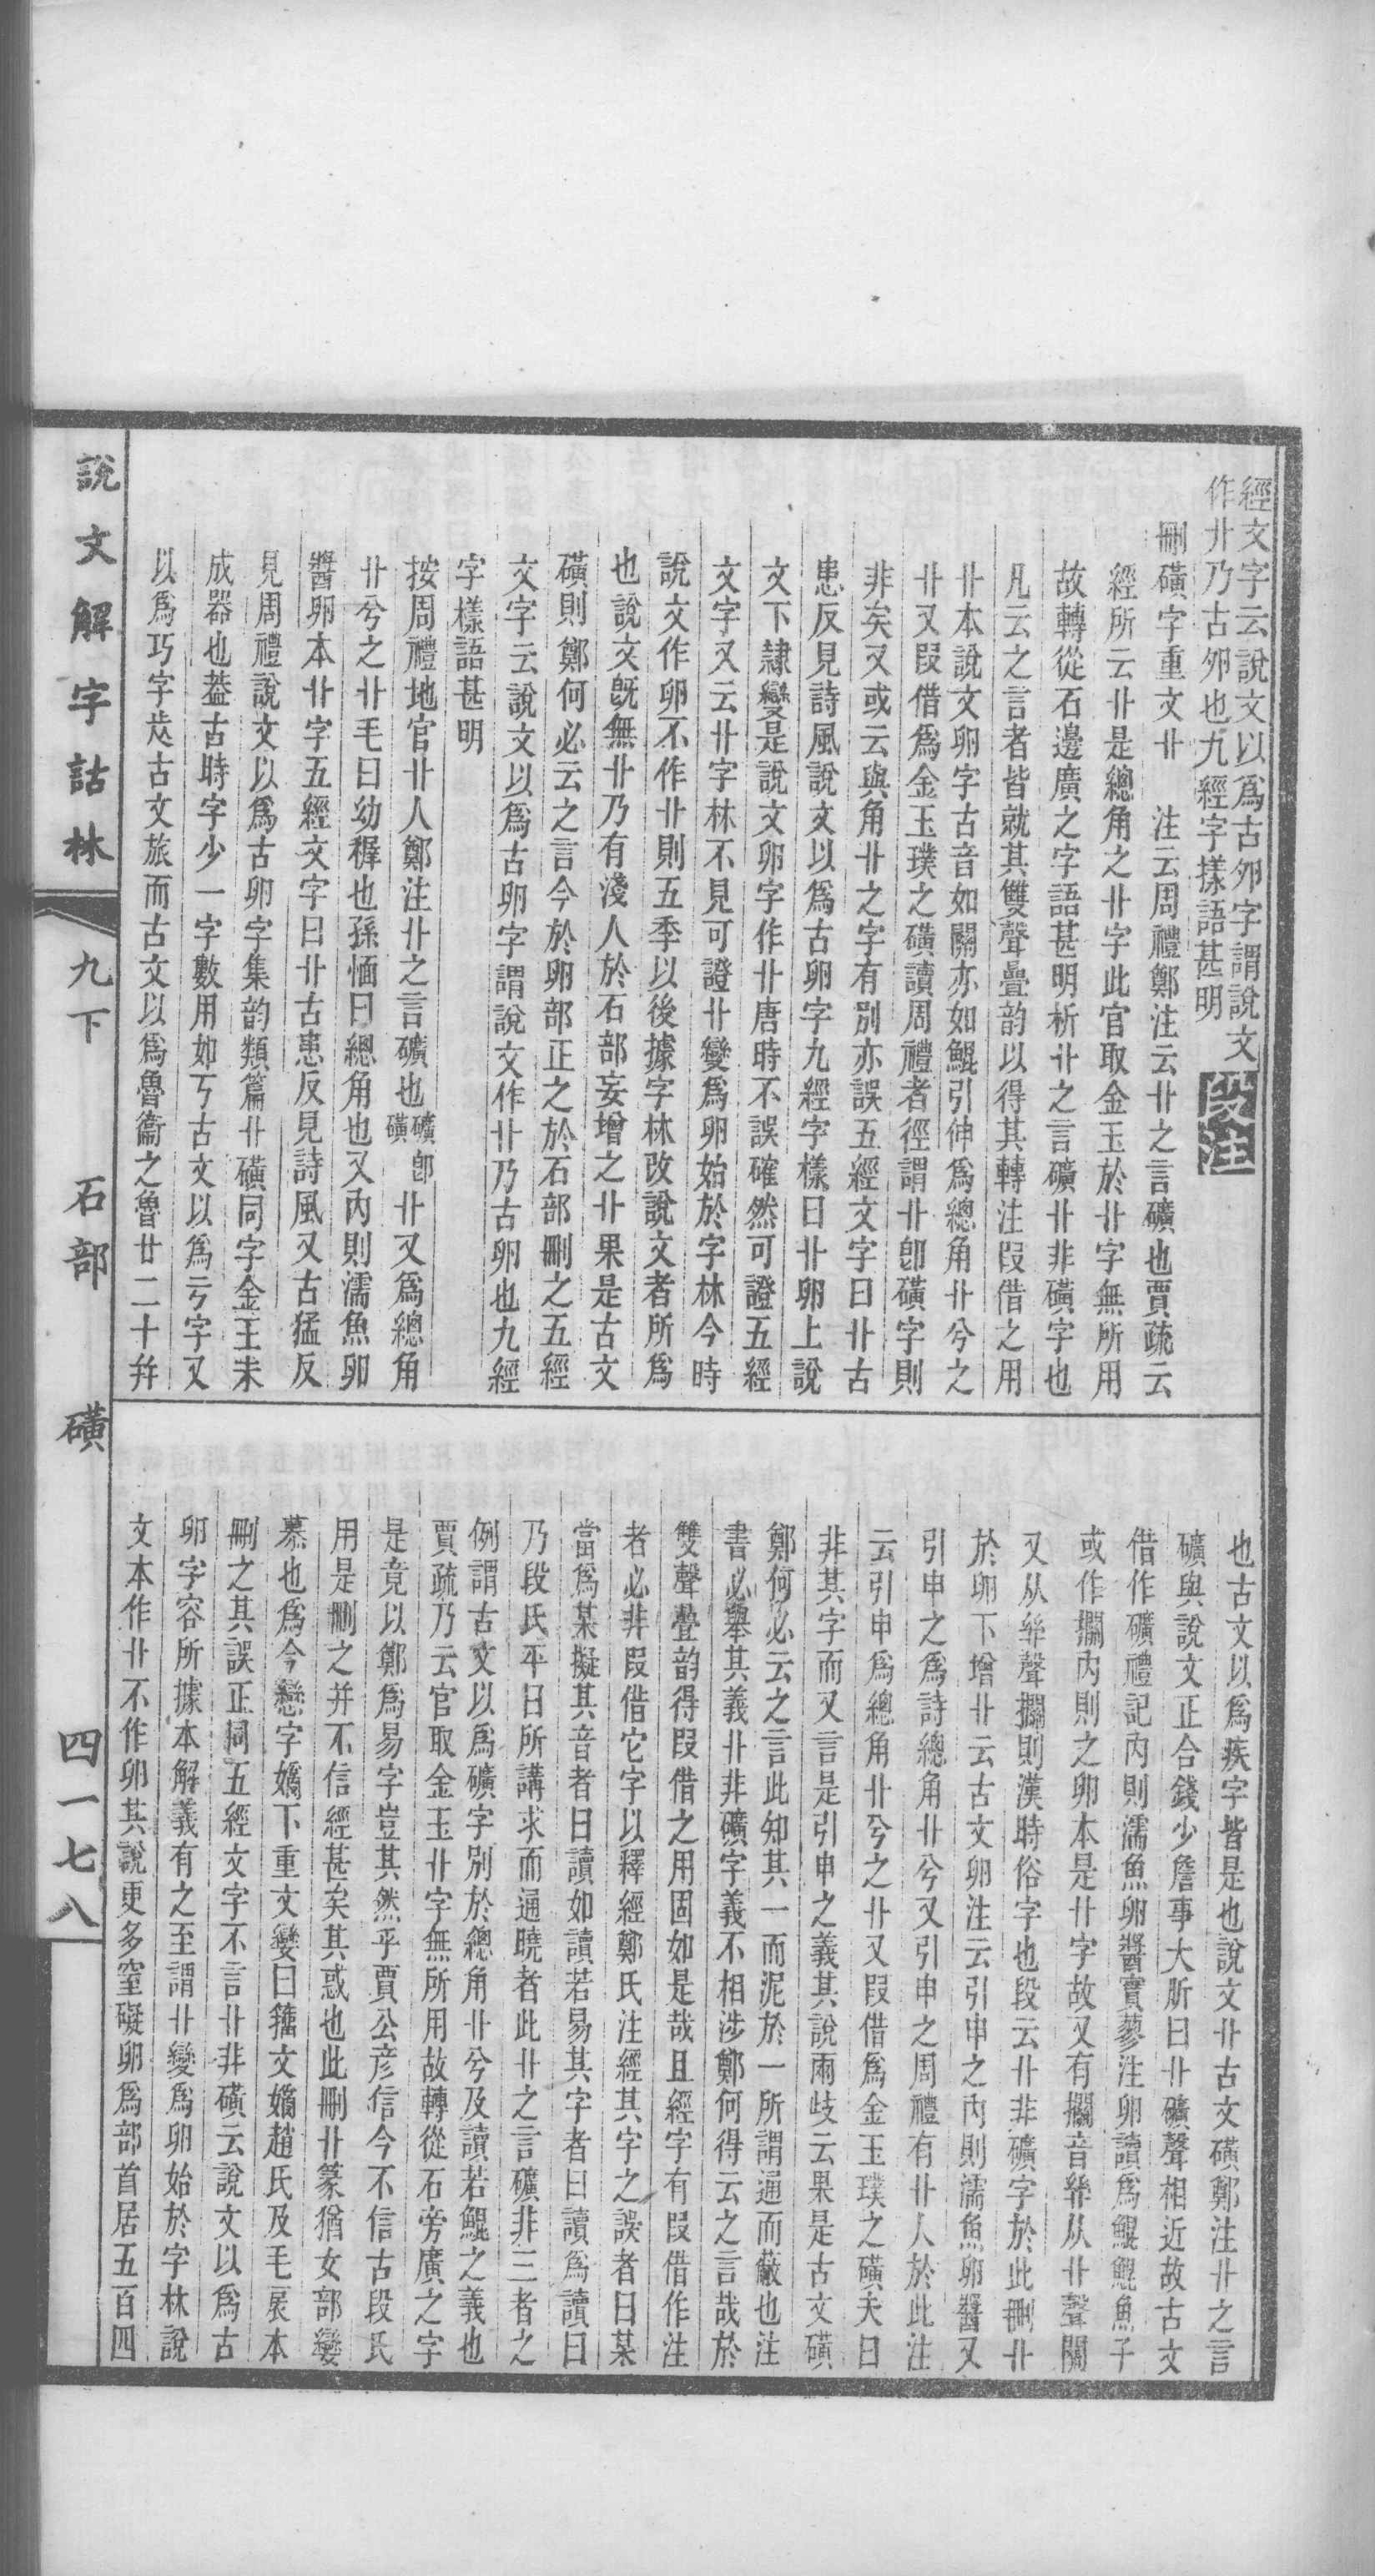 經文字云說文以爲古卵字謂說文
作卝乃古卵也九經字㨾語甚明
段注
刪磺字重文卝　注云周禮鄭注云卝之言礦也賈疏云
經所云卝是總角之卝字此官取金玉於卝字無所用
故轉從石邊廣之字語甚明析卝之言礦卝非磺字也
凡云之言者皆就其雙聲疊韵以得其轉注叚借之用
卝本說文卵字古音如關亦如鯤引伸爲總角卝兮之
卝又叚借爲金玉璞之磺讀周禮者徑謂卝卽磺字則
非矣又或云與角卝之字有別亦誤五經文字曰卝古
患反見詩風說文以爲古卵字九經字樣曰卝卵上說
文下隸變是說文卵字作卝唐時不誤確然可證五經
文字又云卝字林不見可證卝變爲卵始於字林今時
說文作卵不作卝則五季以後據字林改說文者所爲
也說文旣無卝乃有淺人於石部妄增之卝果是古文
磺則鄭何必云之言今於卵部正之於石部刪之五經
文字云說文以爲古卵字謂說文作卝乃古卵也九經
字樣語甚明
按周禮地官卝人鄭注卝之言礦也礦卽磺卝又爲總角
卝兮之卝毛曰幼穉也孫愐曰總角也又內則濡魚卵
醬卵本卝字五經文字曰卝古患反見詩風又古猛反
見周禮說文以爲古卵字集韵類篇卝磺同字金玉未
成器也葢古時字少一字數用如丂古文以爲亏字又
以爲巧字㫃古文旅而古文以爲魯衞之魯廿二十幷
也古文以爲疾字皆是也說文卝古文磺鄭注卝之言
礦與說文正合錢少詹事大昕曰卝礦聲相近故古文
借作礦禮記內則濡魚卵醬實蓼注卵讀爲鯤鯤魚子
或作䦨內則之卵本是卝字故又有䦨音䜌从卝聲關
又从䜌聲䦨則漢時俗字也段云卝非礦字於此刪卝
於卵下增卝云古文卵注云引申之內則濡魚卵醬又
引申之爲詩總角卝兮又引申之周禮有卝人於此注
云引申爲總角卝兮之卝又叚借爲金玉璞之磺夫曰
非其字而又言是引申之義其說兩歧云果是古文磺
鄭何必云之言此知其一而泥於一所謂通而蔽也注
書必舉其義卝非礦字義不相涉鄭何得云之言哉於
雙聲疊韵得叚借之用固如是哉且經字有叚借作注
者必非叚借它字以釋經鄭氏注經其字之誤者曰某
當爲某擬其音者曰讀如讀若易其字者曰讀爲讀曰
乃段氏平日所講求而通曉者此卝之言礦非三者之
例謂古文以爲礦字別於總角卝兮及讀若鯤之義也
賈疏乃云官取金玉卝字無所用故轉從石旁廣之字
是竟以鄭爲易字豈其然乎賈公彦信今不信古段氏
用是刪之并不信經甚矣其惑也此刪卝篆猶女部孌
慕也爲今戀字嫡下重文孌曰籒文嫡趙氏及毛扆本
刪之其誤正同五經文字不言卝非磺云說文以爲古
卵字容所據本解義有之至謂卝變爲卵始於字林說
文本作卝不作卵其說更多窒礙卵爲部首居五百四
說文解字詁林
九下
石部
磺
四一七八